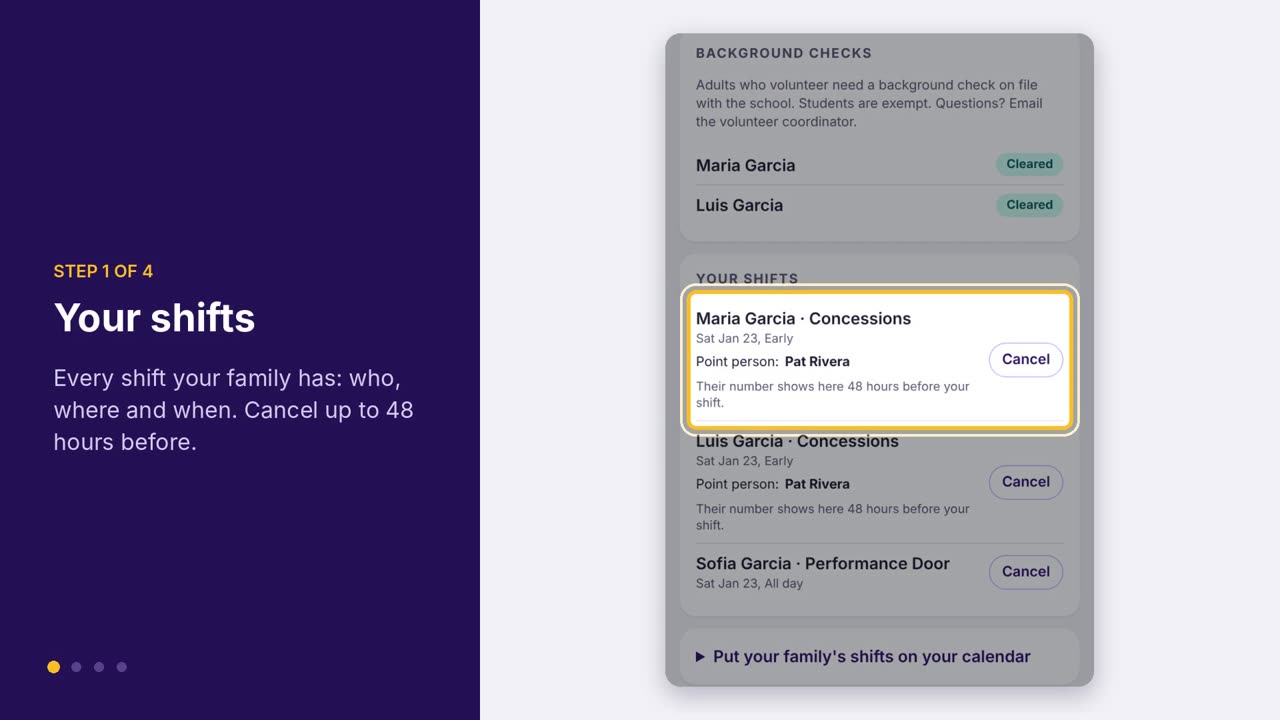 STEP 1 OF 4
Your shifts
Every shift your family has: who,
where and when. Cancel up to 48
hours before.
BACKGROUND CHECKS
Adults who volunteer need a background check on file
with the school. Students are exempt. Questions? Email
the volunteer coordinator.
Maria Garcia Cleared
Luis Garcia Cleared
YOUR SHIFTS
Maria Garcia · Concessions
Sat Jan 23, Early
Point person: Pat Rivera
Cancel
Their number shows here 48 hours before your
shift.
Luis Garcia · Concessions
Sat Jan 23, Early
Point person: Pat Rivera
Cancel
Their number shows here 48 hours before your
shift.
Sofia Garcia · Performance Door
Cancel
Sat Jan 23, All day
▶ Put your family's shifts on your calendar